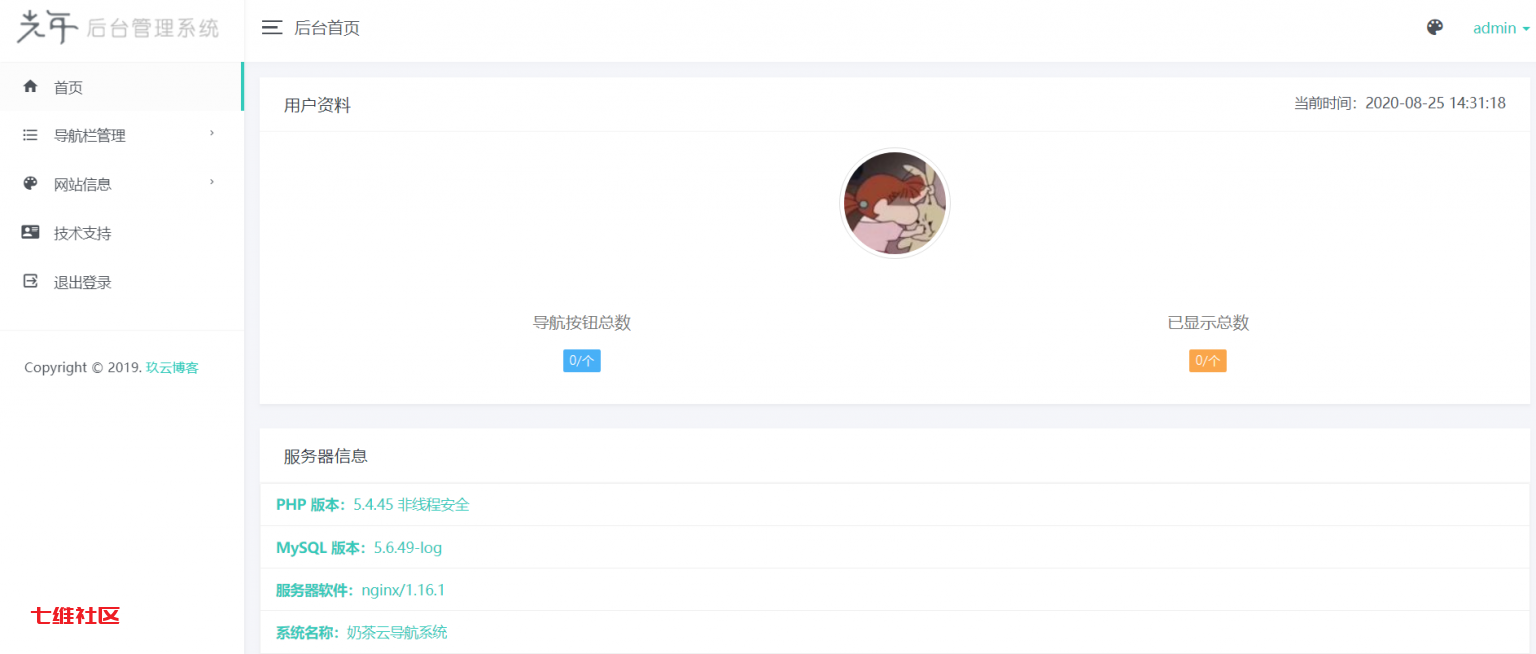 光年 后台管理系统
后台首页
admin
首页
导航栏管理
网站信息
技术支持
退出登录
Copyright © 2019. 玖云博客
用户资料
当前时间：2020-08-25 14:31:18
导航按钮总数
已显示总数
0/个
0/个
服务器信息
PHP 版本：5.4.45 非线程安全
MySQL 版本：5.6.49-log
服务器软件：nginx/1.16.1
系统名称：奶茶云导航系统
七维社区